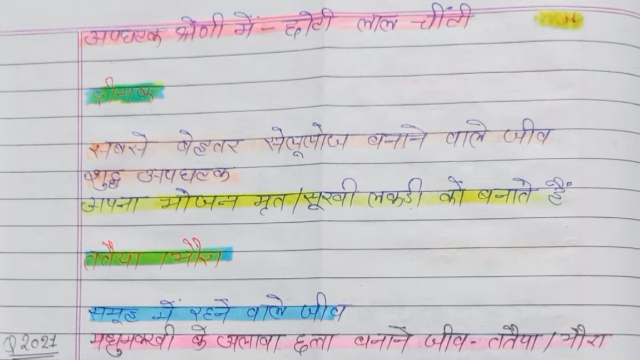 अपघटक श्रेणी में - छोटी लाल चींटी
दीमक
सबसे बेहतर सेलूलोज बनाने वाले जीव
शुद्ध अपघटक
अपना भोजन मृत/सूखी लकड़ी को बनाते हैं
ततैया / भौरा
समूह में रहने वाले जीव
मधुमक्खी के अलावा छत्ता बनाने जीव - ततैया / भौरा
Q 2021